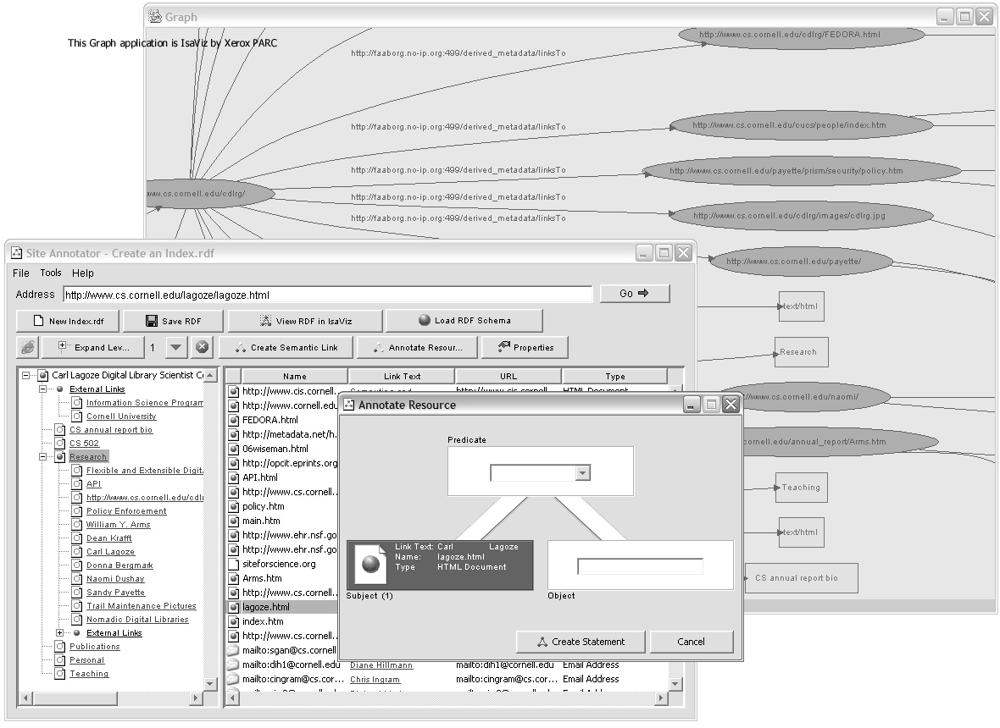 Graph
This Graph application is IsaViz by Xerox PARC
http://www.cs.cornell.edu/cdlrg/FEDORA.html
http://faaborg.no-ip.org:499/derived_metadata/linksTo
http://faaborg.no-ip.org:499/derived_metadata/linksTo
http://www.cs.cornell.edu/cucs/people/index.htm
http://faaborg.no-ip.org:499/derived_metadata/linksTo
http://www.cs.cornell.edu/payette/prism/security/policy.htm
www.cs.cornell.edu/cdlrg/
http://faaborg.no-ip.org:499/derived_metadata/linksTo
http://faaborg.no-ip.org:499/derived_metadata/linksTo
http://www.cs.cornell.edu/cdlrg/images/cdlrg.jpg
http://www.cs.cornell.edu/payette/
text/html
Research
www.cs.cornell.edu/naomi/
cornell.edu/annual_report/Arms.htm
Teaching
text/html
CS annual report bio
Site Annotator - Create an Index.rdf
File Tools Help
Address http://www.cs.cornell.edu/lagoze/lagoze.html Go
New Index.rdf Save RDF View RDF in IsaViz Load RDF Schema
Expand Lev... 1 Create Semantic Link Annotate Resour... Properties
Carl Lagoze Digital Library Scientist
External Links
Information Science Program
Cornell University
CS annual report bio
CS 502
Research
Flexible and Extensible Digit
API
http://www.cs.cornell.edu/cdlr
Policy Enforcement
William Y. Arms
Dean Krafft
Carl Lagoze
Donna Bergmark
Naomi Dushay
Sandy Payette
Trail Maintenance Pictures
Nomadic Digital Libraries
External Links
Publications
Personal
Teaching
Name Link Text URL Type
http://www.cis.cornell... http://www.cis.cornell HTML Document
http://www.cornell.edu
FEDORA.html
http://metadata.net/h
06wiseman.html
http://opcit.eprints.org
API.html
http://www.cs.cornell.
policy.htm
main.htm
http://www.ehr.nsf.go
http://www.ehr.nsf.go
siteforscience.org
Arms.htm
http://www.cs.cornell.
lagoze.html
index.htm
http://www.cs.cornell.
mailto:sgan@cs.cornell
mailto:dih1@cornell.edu Diane Hillmann mailto:dih1@cornell.edu Email Address
mailto:cingram@cs.cor... Chris Ingram mailto:cingram@cs.cor... Email Address
Annotate Resource
Predicate
Link Text: Carl Lagoze
Name: lagoze.html
Type HTML Document
Subject (1) Object
Create Statement Cancel